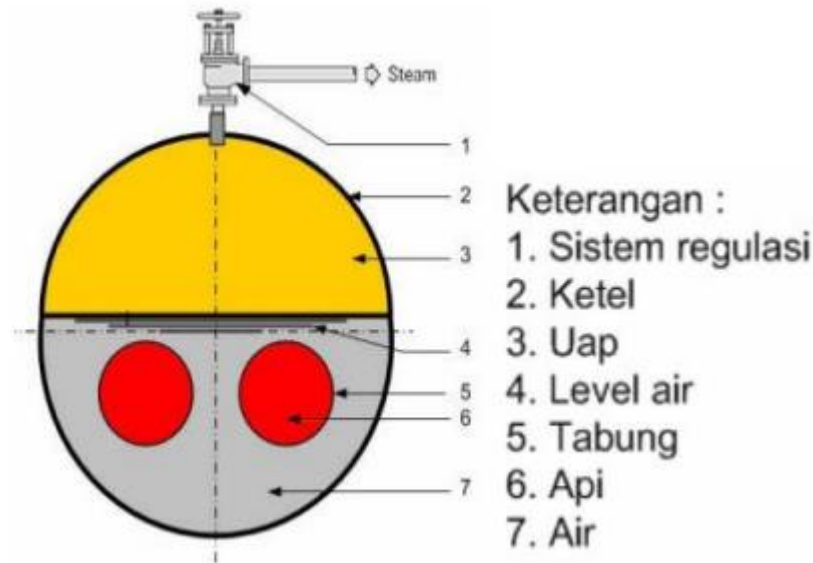 Steam
1
2
3
4
5
6
7
Keterangan :
1. Sistem regulasi
2. Ketel
3. Uap
4. Level air
5. Tabung
6. Api
7. Air